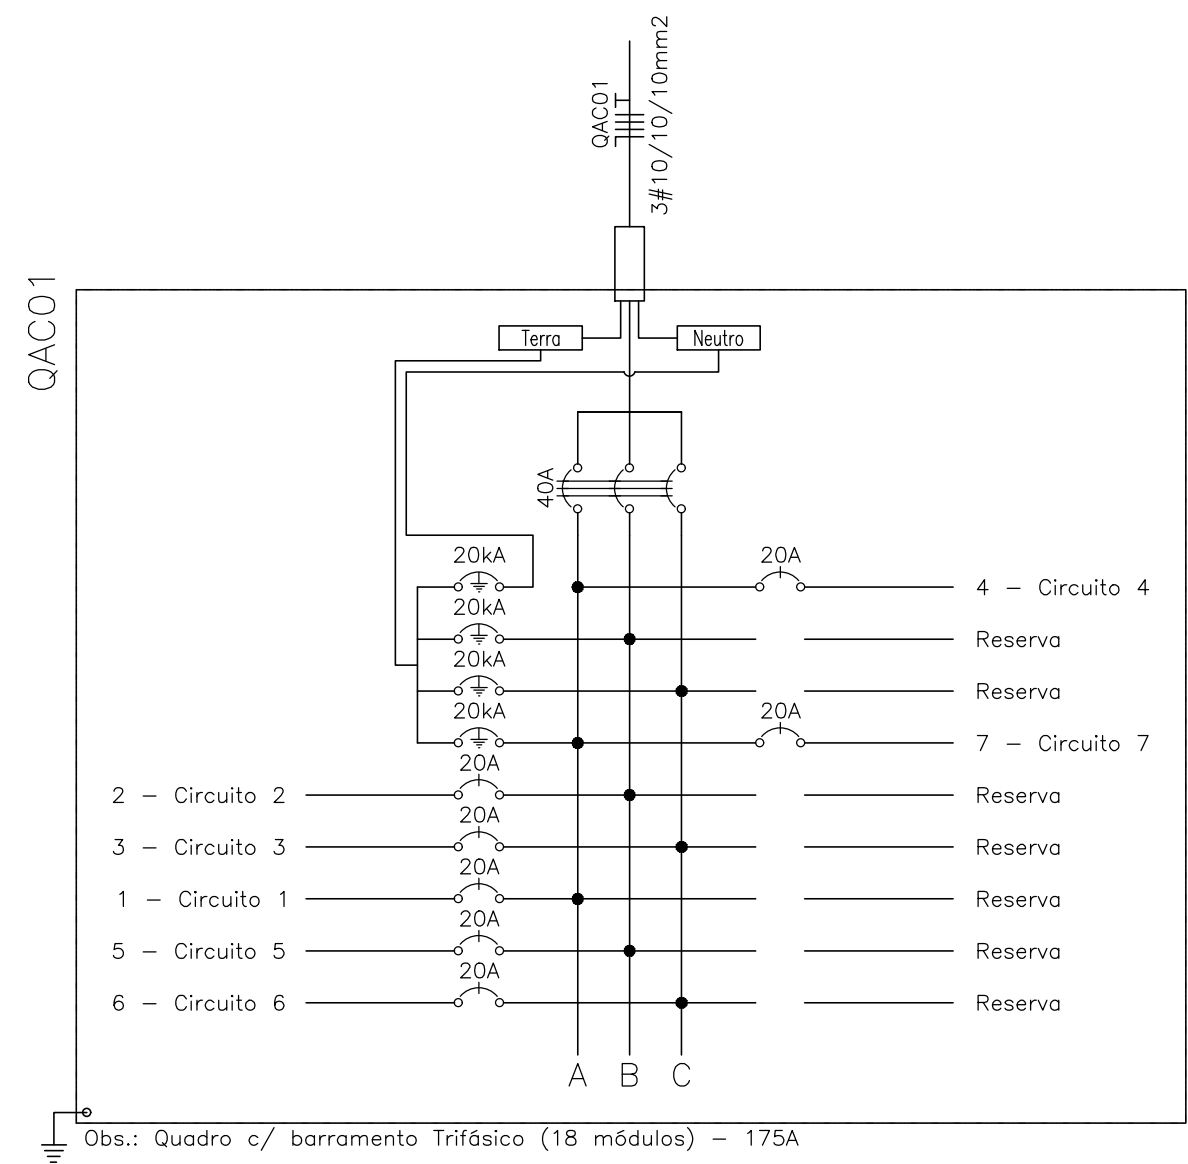 QAC01
3#10/10/10mm2
QAC01
Terra
Neutro
40A
20kA
20A
4 - Circuito 4
20kA
Reserva
20kA
Reserva
20kA
20A
7 - Circuito 7
20A
2 - Circuito 2
Reserva
20A
3 - Circuito 3
Reserva
20A
1 - Circuito 1
Reserva
20A
5 - Circuito 5
Reserva
20A
6 - Circuito 6
Reserva
A B C
Obs.: Quadro c/ barramento Trifásico (18 módulos) - 175A